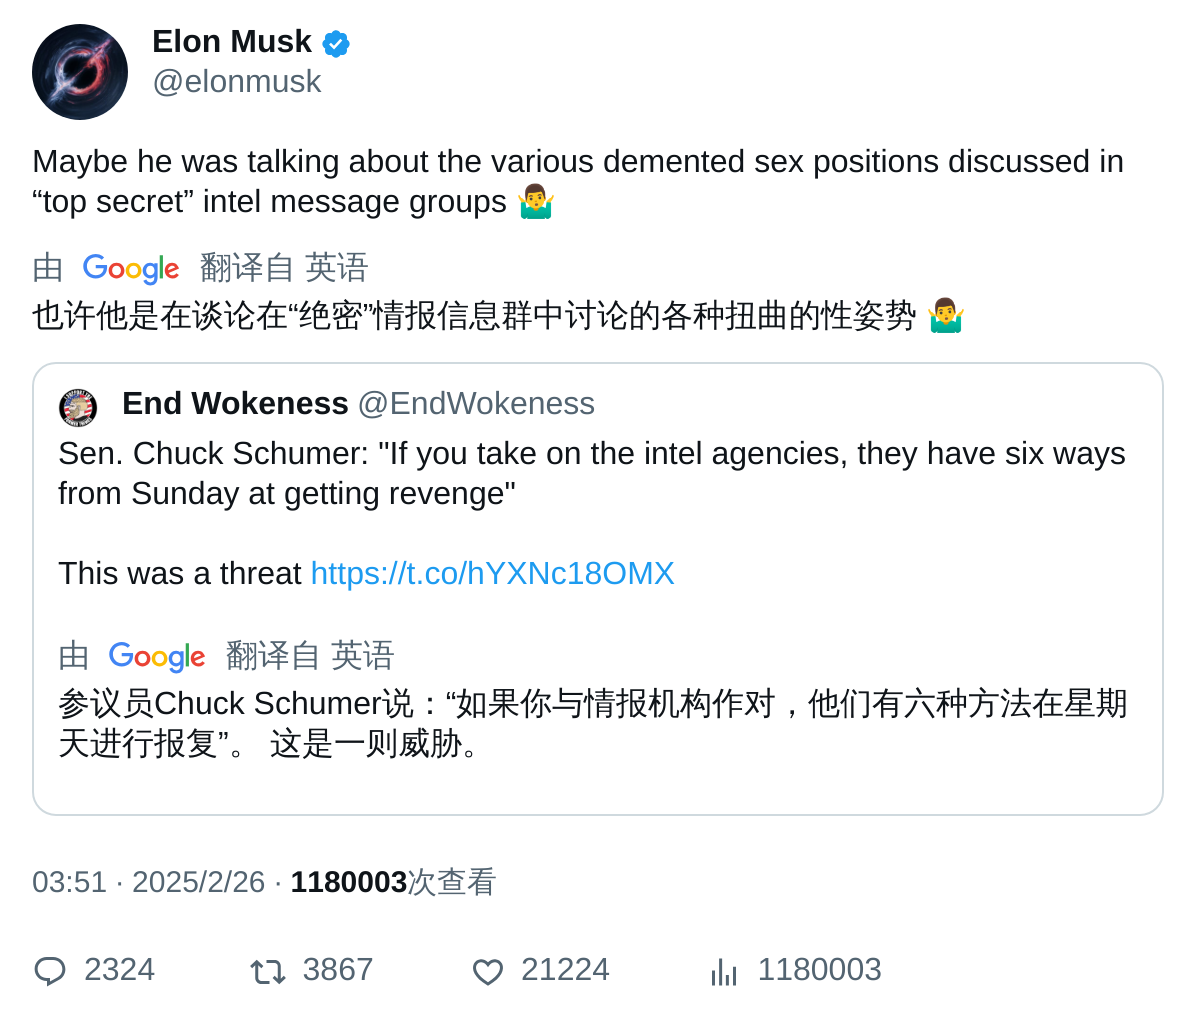 Elon Musk
@elonmusk
Maybe he was talking about the various demented sex positions discussed in
“top secret” intel message groups 🤷‍♂️
由 Google 翻译自 英语
也许他是在谈论在“绝密”情报信息群中讨论的各种扭曲的性姿势 🤷‍♂️
End Wokeness @EndWokeness
Sen. Chuck Schumer: "If you take on the intel agencies, they have six ways
from Sunday at getting revenge"
This was a threat https://t.co/hYXNc18OMX
由 Google 翻译自 英语
参议员Chuck Schumer说：“如果你与情报机构作对，他们有六种方法在星期
天进行报复”。 这是一则威胁。
03:51 · 2025/2/26 · 1180003次查看
2324 3867 21224 1180003